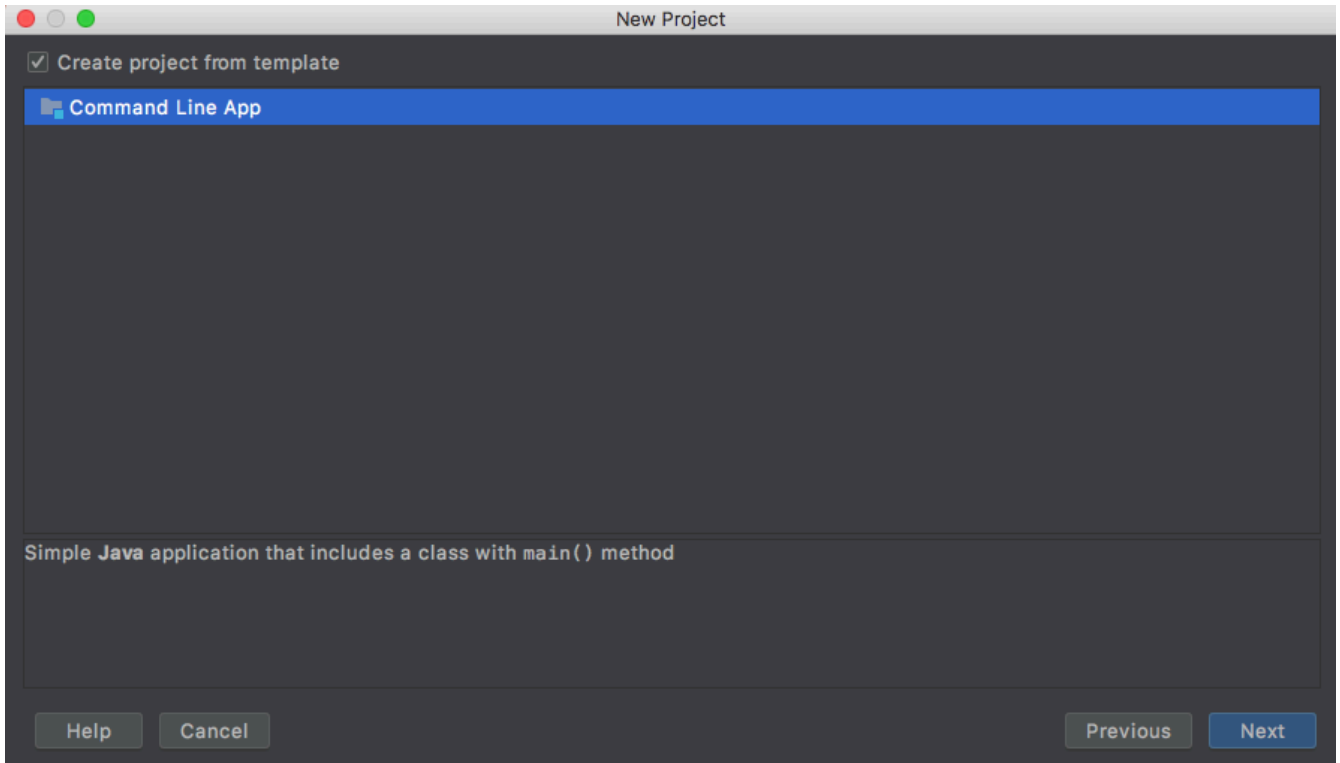 New Project
Create project from template
Command Line App
Simple Java application that includes a class with main() method
Help Cancel Previous Next